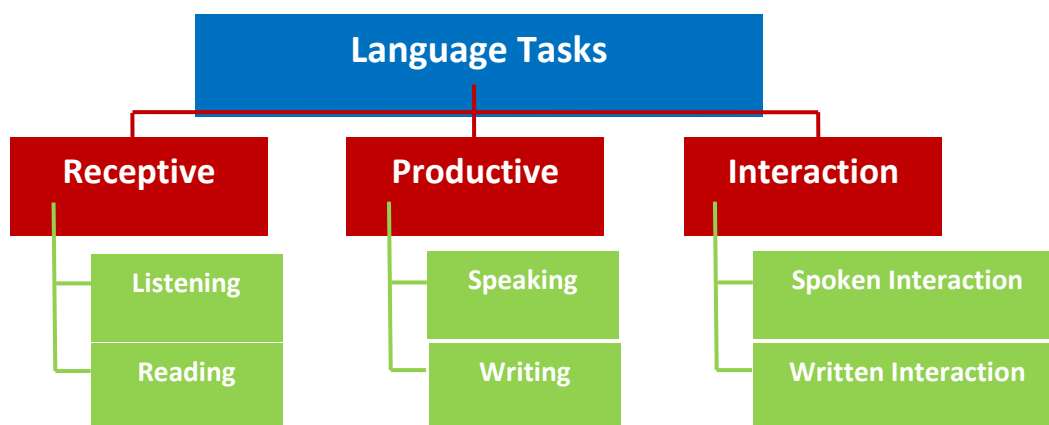 Language Tasks
Receptive
Productive
Interaction
Listening
Speaking
Spoken Interaction
Reading
Writing
Written Interaction